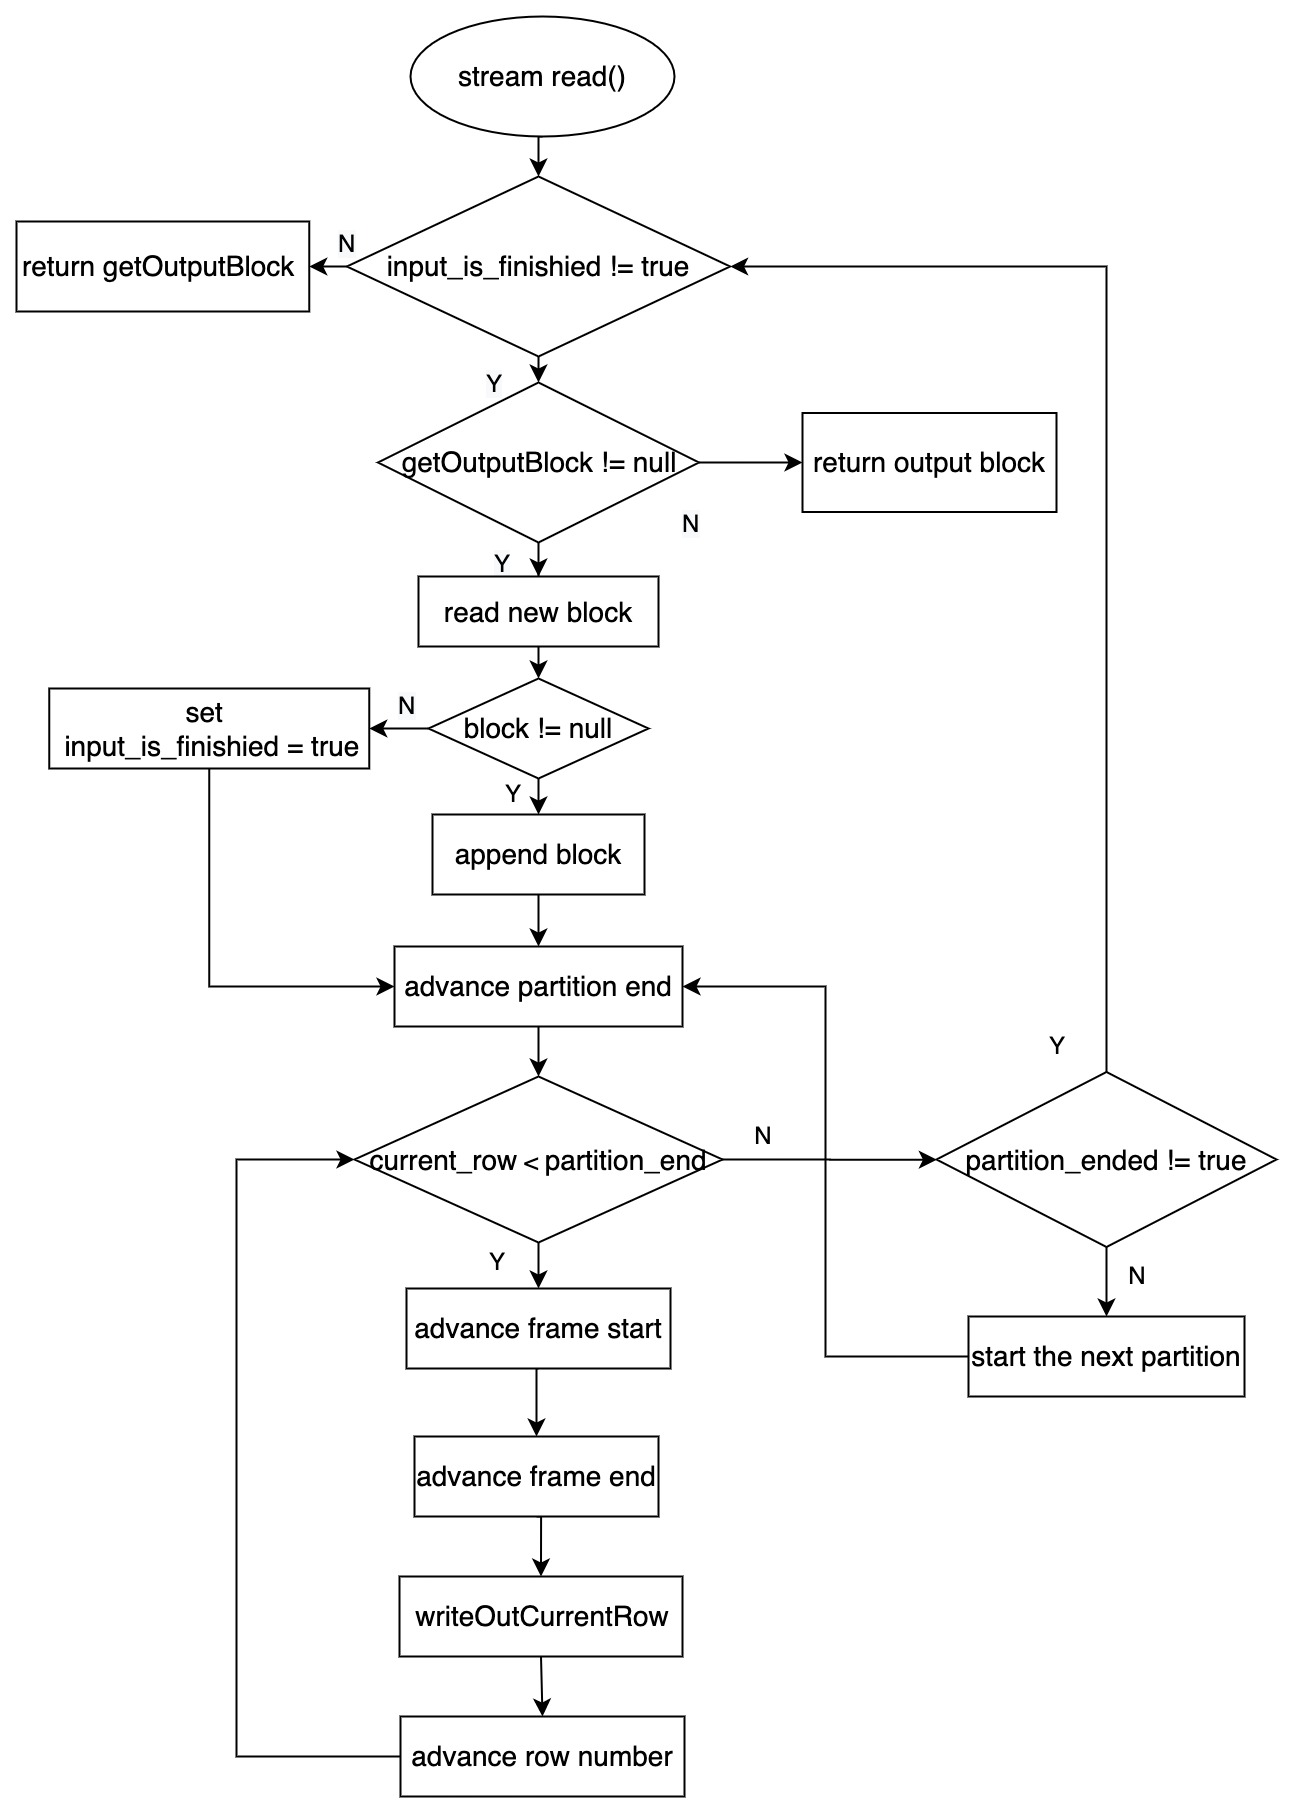 stream read()
N
return getOutputBlock
input_is_finishied != true
Y
getOutputBlock != null
return output block
N
Y
read new block
N
set
input_is_finishied = true
block != null
Y
append block
advance partition end
Y
N
current_row < partition_end
partition_ended != true
Y
N
advance frame start
start the next partition
advance frame end
writeOutCurrentRow
advance row number